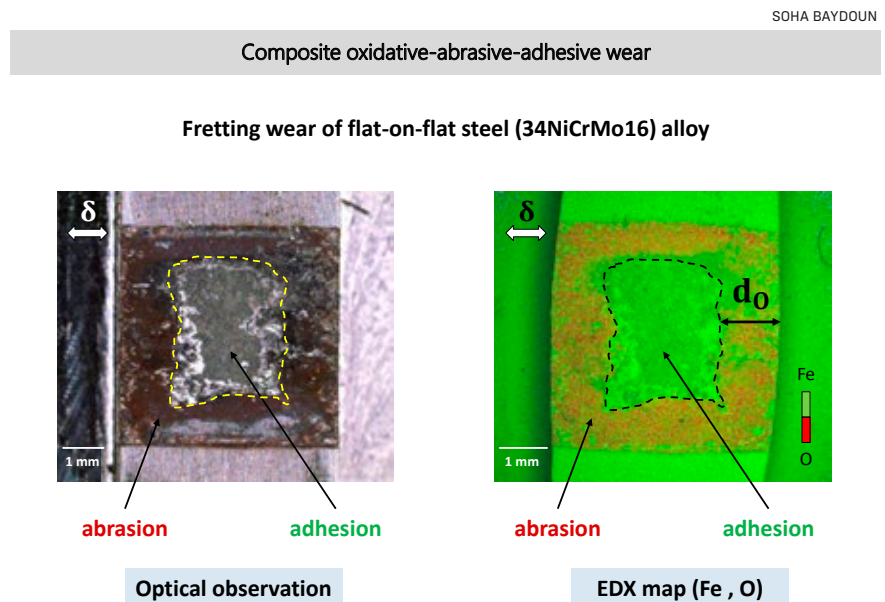 SOHA BAYDOUN
Composite oxidative-abrasive-adhesive wear
Fretting wear of flat-on-flat steel (34NiCrMo16) alloy
δ
1 mm
abrasion
adhesion
Optical observation
δ
dO
Fe
O
1 mm
abrasion
adhesion
EDX map (Fe , O)